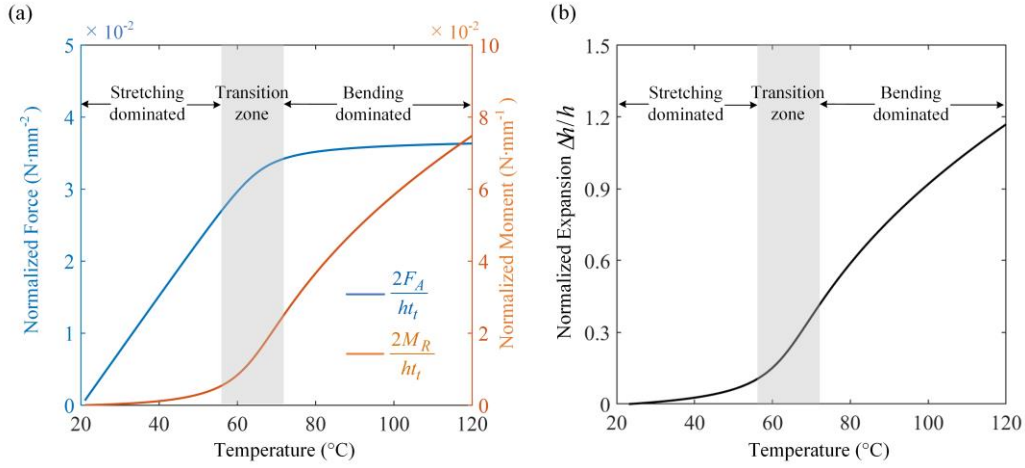 (a)
× 10⁻²
× 10⁻²
5
4
3
2
1
0
Normalized Force (N·mm⁻²)
Stretching
dominated
Transition
zone
Bending
dominated
2F_A
ht_t
2M_R
ht_t
10
8
6
4
2
0
Normalized Moment (N·mm⁻¹)
20
40
60
80
100
120
Temperature (°C)
(b)
1.5
1.2
0.9
0.6
0.3
0
Normalized Expansion Δh/h
Stretching
dominated
Transition
zone
Bending
dominated
20
40
60
80
100
120
Temperature (°C)